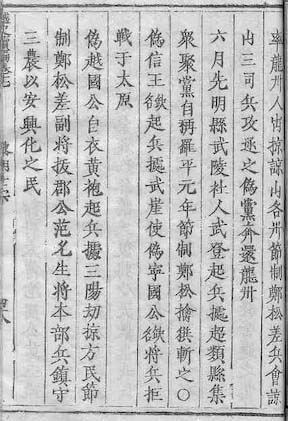 率龍州人宙掠諒山各州節制鄭松差兵會諒
山三司兵攻逐之偽黨奔還龍州
六月先明縣武陵社人武登起兵據超類縣集
衆聚黨自稱羅平元年節制鄭松擒狱斬之○
偽信王欽起兵據武崖使偽寧國公欽將兵拒
戰于太原
偽越國公白衣黄袍起兵據三陽劫掠方民節
制鄭松差副將拔郡公范名生將本部兵鎮守
三農以安興化之民